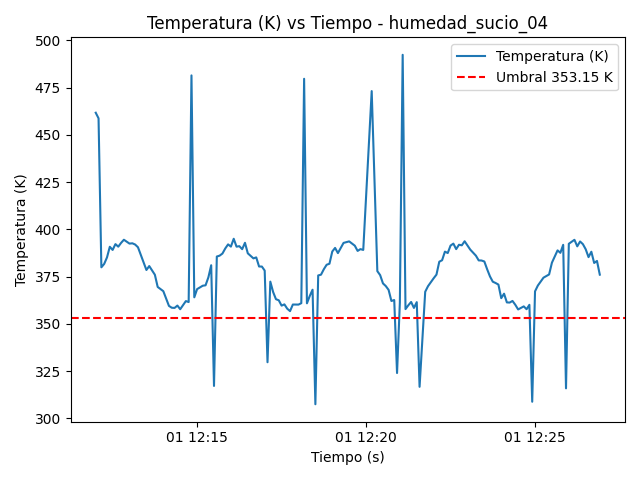 Temperatura (K) vs Tiempo - humedad_sucio_04
Temperatura (K)
Umbral 353.15 K
Temperatura (K)
500
475
450
425
400
375
350
325
300
01 12:15
01 12:20
01 12:25
Tiempo (s)